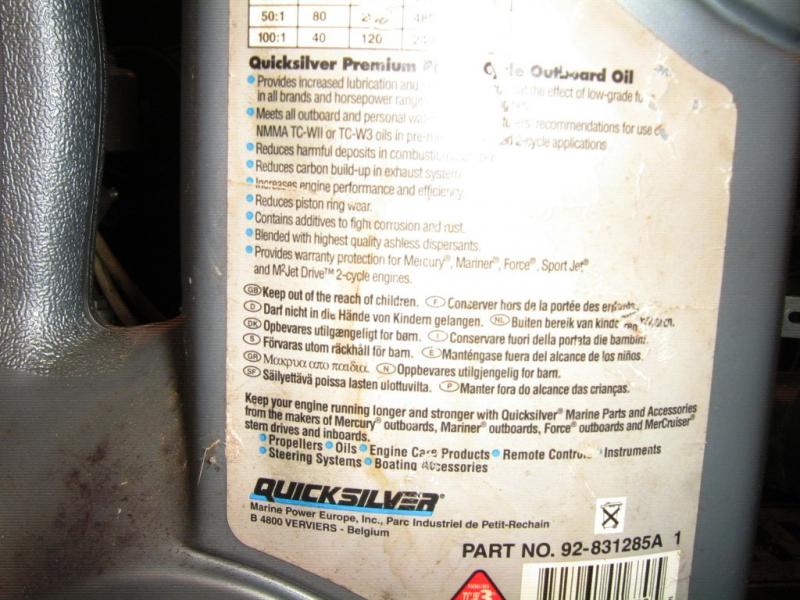 50:1 80
100:1 40 120
Quicksilver Premium Cycle Outboard Oil
Provides increased lubrication and the effect of low-grade
in all brands and horsepower
Meets all outboard and personal recommendations for use
NMMA TC-WII or TC-W3 oils in 2-cycle applications
Reduces harmful deposits in
Reduces carbon build-up in exhaust system
Increases engine performance and efficiency.
Reduces piston ring wear.
Contains additives to fight corrosion and rust.
Blended with highest quality ashless dispersants.
Provides warranty protection for Mercury®, Mariner®, Force®, Sport Jet®
and M²Jet Drive™ 2-cycle engines.
GB Keep out of the reach of children. F Conserver hors de la portée des
D Darf nicht in die Hände von Kindern gelangen. NL Buiten bereik van
DK Opbevares utilgængeligt for børn. I Conservare fuori della portata die bambini.
S Förvaras utom räckhåll för barn. E Manténgase fuera del alcance de los niños.
GR Μακρυα απο παιδια. N Oppbevares utilgjengelig for barn.
SF Säilyettävä poissa lasten ulottuvilta. P Manter fora do alcance das crianças.
Keep your engine running longer and stronger with Quicksilver® Marine Parts and Accessories
from the makers of Mercury® outboards, Mariner® outboards, Force® outboards and MerCruiser®
stern drives and inboards.
Propellers Oils Engine Care Products Remote Controls Instruments
Steering Systems Boating Accessories
QUICKSILVER®
Marine Power Europe, Inc., Parc Industriel de Petit-Rechain
B 4800 VERVIERS - Belgium
PART NO. 92-831285A 1